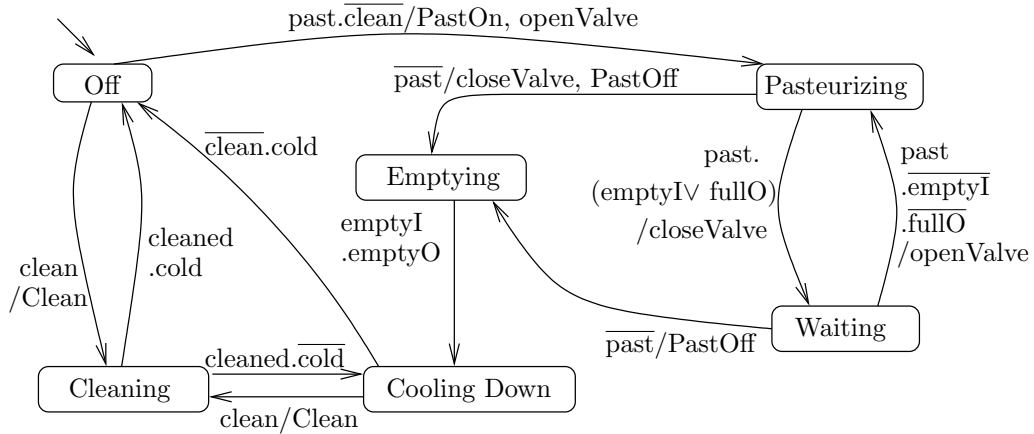 past.clean/PastOn, openValve
Off
past/closeValve, PastOff
Pasteurizing
clean.cold
Emptying
past.
(emptyI∨ fullO)
/closeValve
past
.emptyI
.fullO
/openValve
emptyI
.emptyO
cleaned
.cold
clean
/Clean
past/PastOff
Waiting
cleaned.cold
Cleaning
Cooling Down
clean/Clean